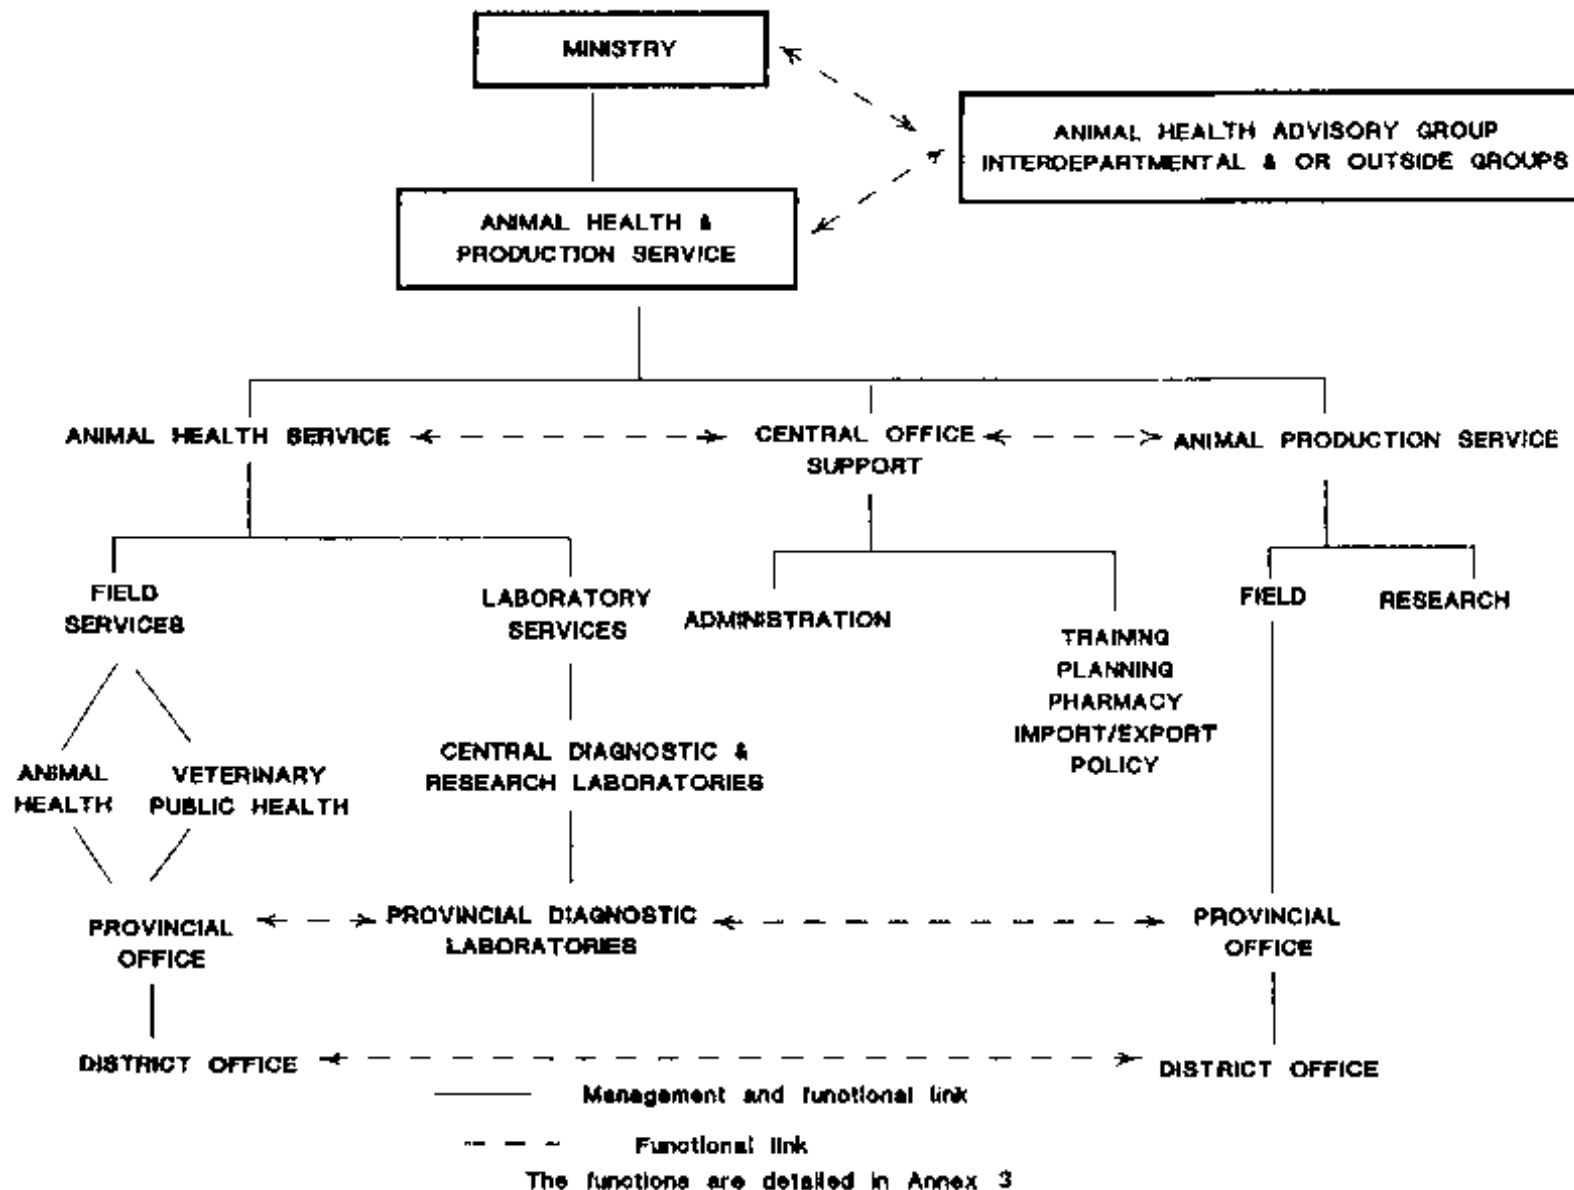 MINISTRY
ANIMAL HEALTH ADVISORY GROUP
INTERDEPARTMENTAL & OR OUTSIDE GROUPS
ANIMAL HEALTH &
PRODUCTION SERVICE
ANIMAL HEALTH SERVICE
CENTRAL OFFICE
SUPPORT
ANIMAL PRODUCTION SERVICE
FIELD
SERVICES
LABORATORY
SERVICES
ADMINISTRATION
TRAINING
PLANNING
PHARMACY
IMPORT/EXPORT
POLICY
FIELD
RESEARCH
ANIMAL
HEALTH
VETERINARY
PUBLIC HEALTH
CENTRAL DIAGNOSTIC &
RESEARCH LABORATORIES
PROVINCIAL
OFFICE
PROVINCIAL DIAGNOSTIC
LABORATORIES
PROVINCIAL
OFFICE
DISTRICT OFFICE
DISTRICT OFFICE
Management and functional link
Functional link
The functions are detailed in Annex 3